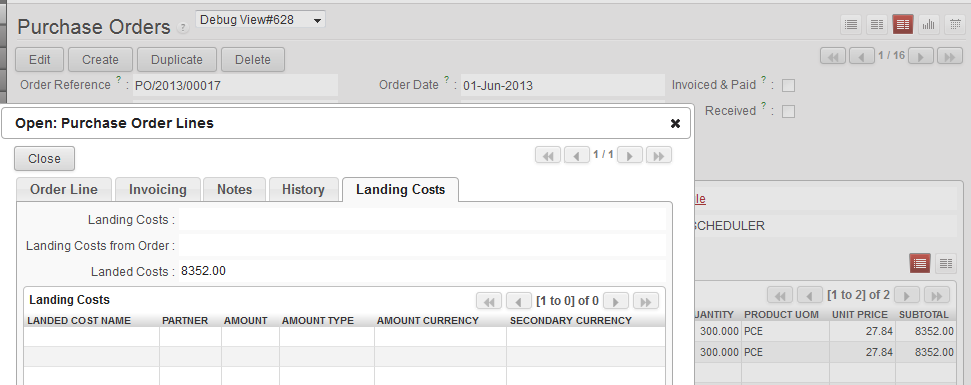 Purchase Orders ? Debug View#628
Edit Create Duplicate Delete 1 / 16
Order Reference ? : PO/2013/00017 Order Date ? : 01-Jun-2013 Invoiced & Paid ? :
Received ? :
Open: Purchase Order Lines
Close 1 / 1
Order Line Invoicing Notes History Landing Costs
Landing Costs :
Landing Costs from Order :
Landed Costs : 8352.00
Landing Costs [1 to 0] of 0
LANDED COST NAME PARTNER AMOUNT AMOUNT TYPE AMOUNT CURRENCY SECONDARY CURRENCY
le
SCHEDULER
[1 to 2] of 2
UANTITY PRODUCT UOM UNIT PRICE SUBTOTAL
300.000 PCE 27.84 8352.00
300.000 PCE 27.84 8352.00